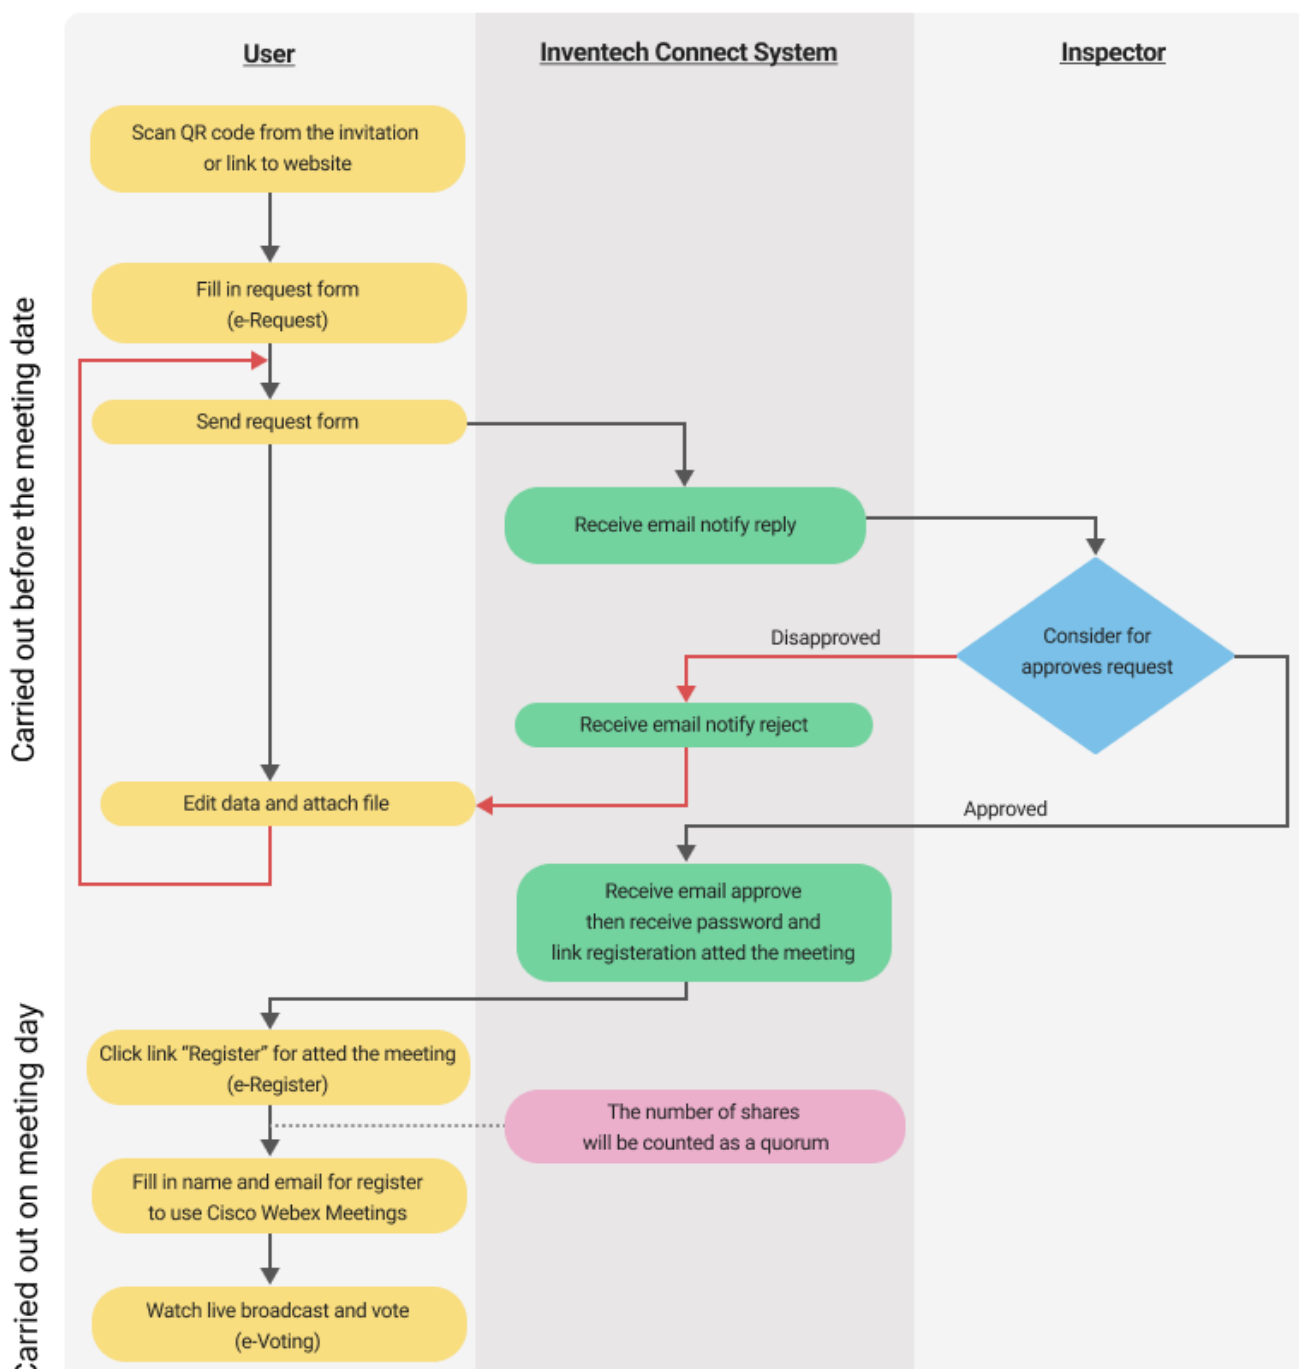 User
Inventech Connect System
Inspector
Scan QR code from the invitation
or link to website
Fill in request form
(e-Request)
Send request form
Receive email notify reply
Consider for
approves request
Disapproved
Receive email notify reject
Edit data and attach file
Approved
Receive email approve
then receive password and
link registeration atted the meeting
Click link “Register” for atted the meeting
(e-Register)
The number of shares
will be counted as a quorum
Fill in name and email for register
to use Cisco Webex Meetings
Watch live broadcast and vote
(e-Voting)
Carried out before the meeting date
Carried out on meeting day